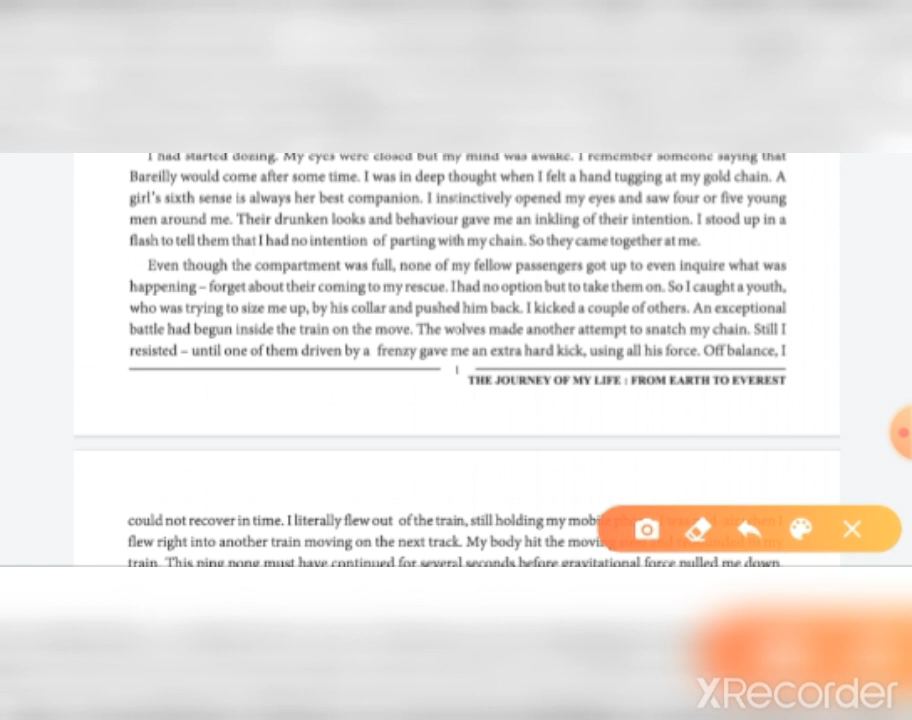 I had started dozing. My eyes were closed but my mind was awake. I remember someone saying that
Bareilly would come after some time. I was in deep thought when I felt a hand tugging at my gold chain. A
girl's sixth sense is always her best companion. I instinctively opened my eyes and saw four or five young
men around me. Their drunken looks and behaviour gave me an inkling of their intention. I stood up in a
flash to tell them that I had no intention of parting with my chain. So they came together at me.
Even though the compartment was full, none of my fellow passengers got up to even inquire what was
happening – forget about their coming to my rescue. I had no option but to take them on. So I caught a youth,
who was trying to size me up, by his collar and pushed him back. I kicked a couple of others. An exceptional
battle had begun inside the train on the move. The wolves made another attempt to snatch my chain. Still I
resisted – until one of them driven by a frenzy gave me an extra hard kick, using all his force. Off balance, I
1
THE JOURNEY OF MY LIFE : FROM EARTH TO EVEREST
could not recover in time. I literally flew out of the train, still holding my
flew right into another train moving on the next track. My body hit the
train. This ping pong must have continued for several seconds before gravitational force pulled me down.
XRecorder